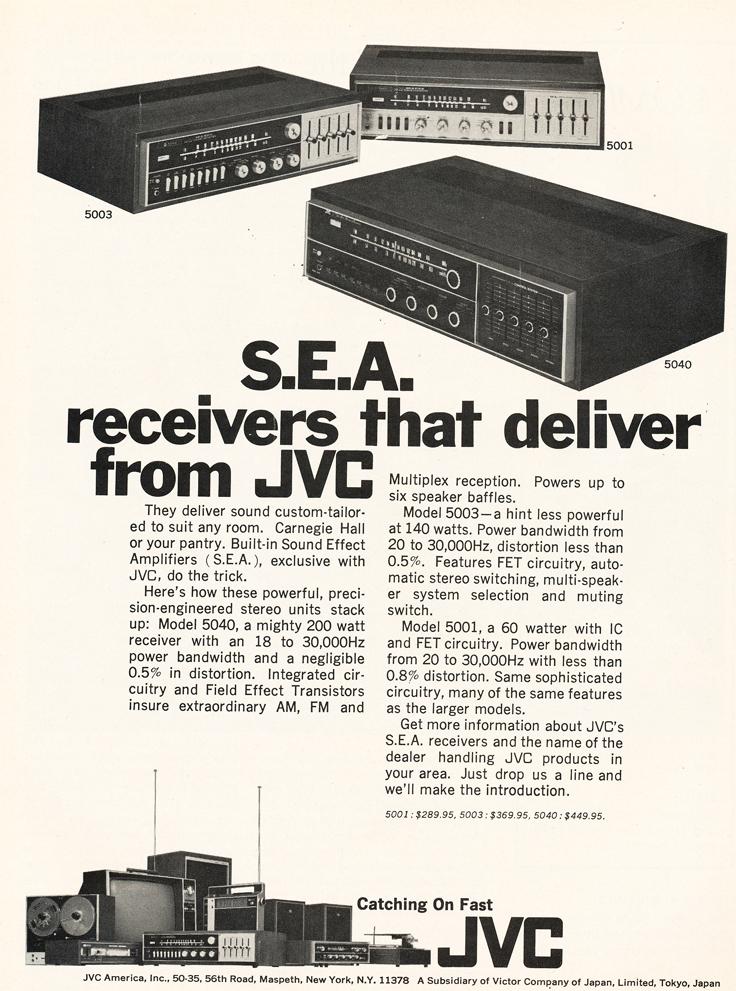 5003
5001
5040
S.E.A.
receivers that deliver
from JVC
They deliver sound custom-tailor-
ed to suit any room. Carnegie Hall
or your pantry. Built-in Sound Effect
Amplifiers (S.E.A.), exclusive with
JVC, do the trick.
Here's how these powerful, preci-
sion-engineered stereo units stack
up: Model 5040, a mighty 200 watt
receiver with an 18 to 30,000Hz
power bandwidth and a negligible
0.5% in distortion. Integrated cir-
cuitry and Field Effect Transistors
insure extraordinary AM, FM and
Multiplex reception. Powers up to
six speaker baffles.
Model 5003—a hint less powerful
at 140 watts. Power bandwidth from
20 to 30,000Hz, distortion less than
0.5%. Features FET circuitry, auto-
matic stereo switching, multi-speak-
er system selection and muting
switch.
Model 5001, a 60 watter with IC
and FET circuitry. Power bandwidth
from 20 to 30,000Hz with less than
0.8% distortion. Same sophisticated
circuitry, many of the same features
as the larger models.
Get more information about JVC's
S.E.A. receivers and the name of the
dealer handling JVC products in
your area. Just drop us a line and
we'll make the introduction.
5001: $289.95, 5003: $369.95, 5040: $449.95.
Catching On Fast
JVC
JVC America, Inc., 50-35, 56th Road, Maspeth, New York, N.Y. 11378 A Subsidiary of Victor Company of Japan, Limited, Tokyo, Japan